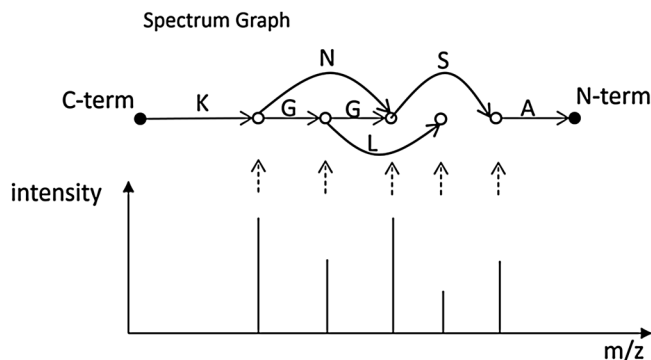 Spectrum Graph
N S
C-term K G G A N-term
L
intensity
m/z